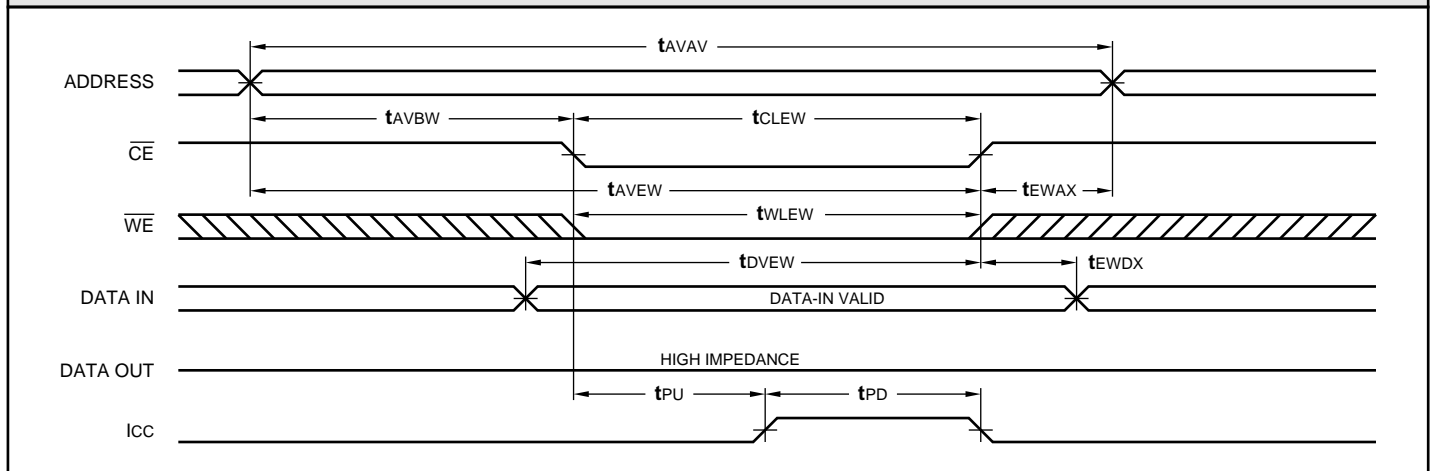 tAVAV
ADDRESS
tAVBW
tCLEW
CE
tAVEW
tEWAX
WE
tWLEW
tDVEW
tEWDX
DATA IN
DATA-IN VALID
DATA OUT
HIGH IMPEDANCE
tPU
tPD
ICC